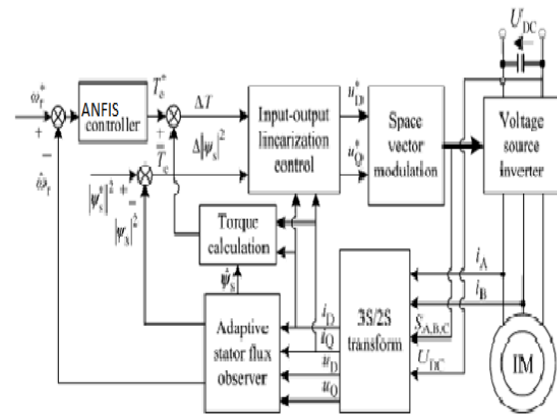 U_DC
ω_r*
+
−
ω̂_r
ANFIS
controller
T_e*
+
−
T_e
ΔT
Δ|ψ_s|²
|ψ_s*|² +
−
|ψ_s|²
Input-output
linearization
control
u_D*
u_Q*
Space
vector
modulation
Voltage
source
inverter
Torque
calculation
ψ̂_s
Adaptive
stator flux
observer
i_D
i_Q
u_D
u_Q
3S/2S
transform
i_A
i_B
S_A,B,C
U_DC
IM